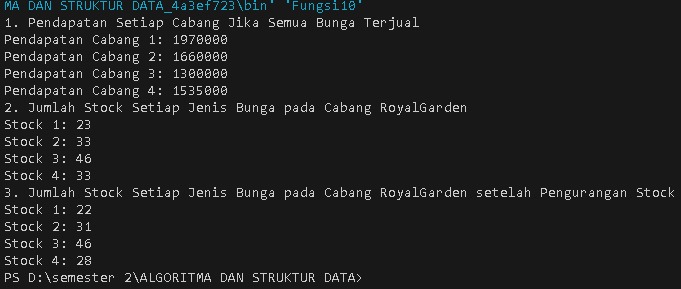 MA DAN STRUKTUR DATA_4a3ef723\bin' 'Fungsi10'
1. Pendapatan Setiap Cabang Jika Semua Bunga Terjual
Pendapatan Cabang 1: 1970000
Pendapatan Cabang 2: 1660000
Pendapatan Cabang 3: 1300000
Pendapatan Cabang 4: 1535000
2. Jumlah Stock Setiap Jenis Bunga pada Cabang RoyalGarden
Stock 1: 23
Stock 2: 33
Stock 3: 46
Stock 4: 33
3. Jumlah Stock Setiap Jenis Bunga pada Cabang RoyalGarden setelah Pengurangan Stock
Stock 1: 22
Stock 2: 31
Stock 3: 46
Stock 4: 28
PS D:\semester 2\ALGORITMA DAN STRUKTUR DATA>